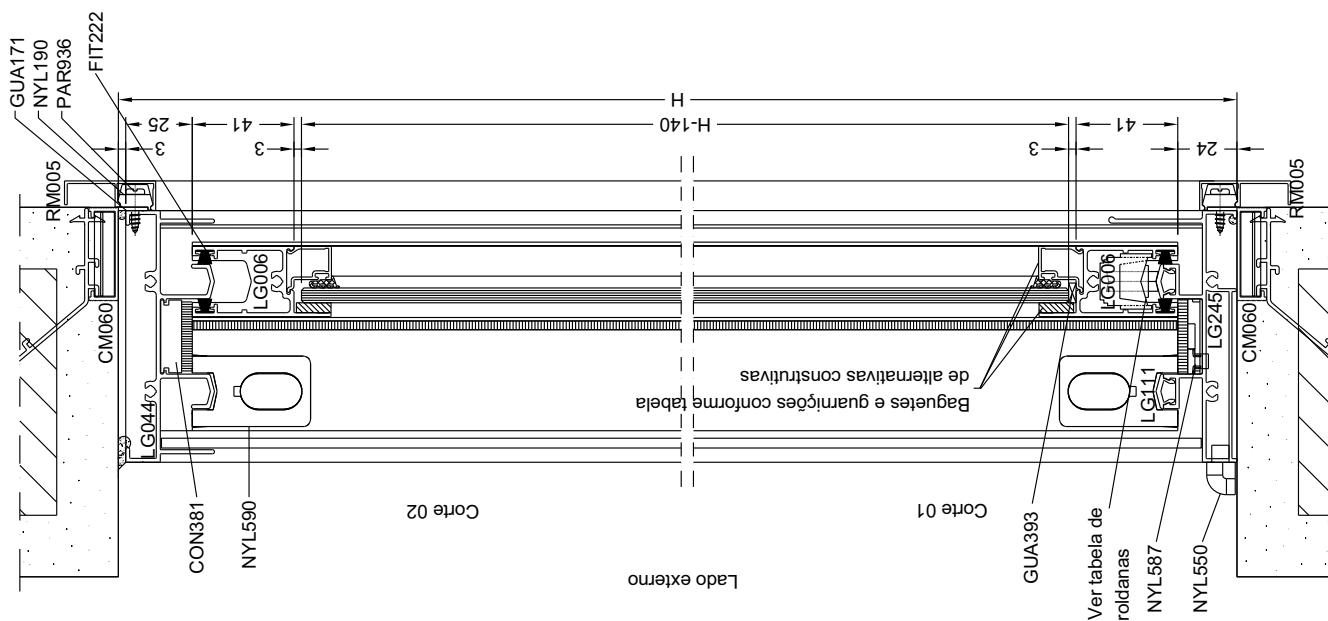 GUA171
NYL190
PAR936
FIT222
H
3
25
41
3
H-140
3
41
24
RM005
RM005
CM060
LG044
LG006
LG006
LG245
CM060
LG111
Baguetes e guarnições conforme tabela
de alternativas construtivas
CON381
NYL590
Corte 02
Corte 01
GUA393
Lado externo
Ver tabela de
roldanas
NYL587
NYL550